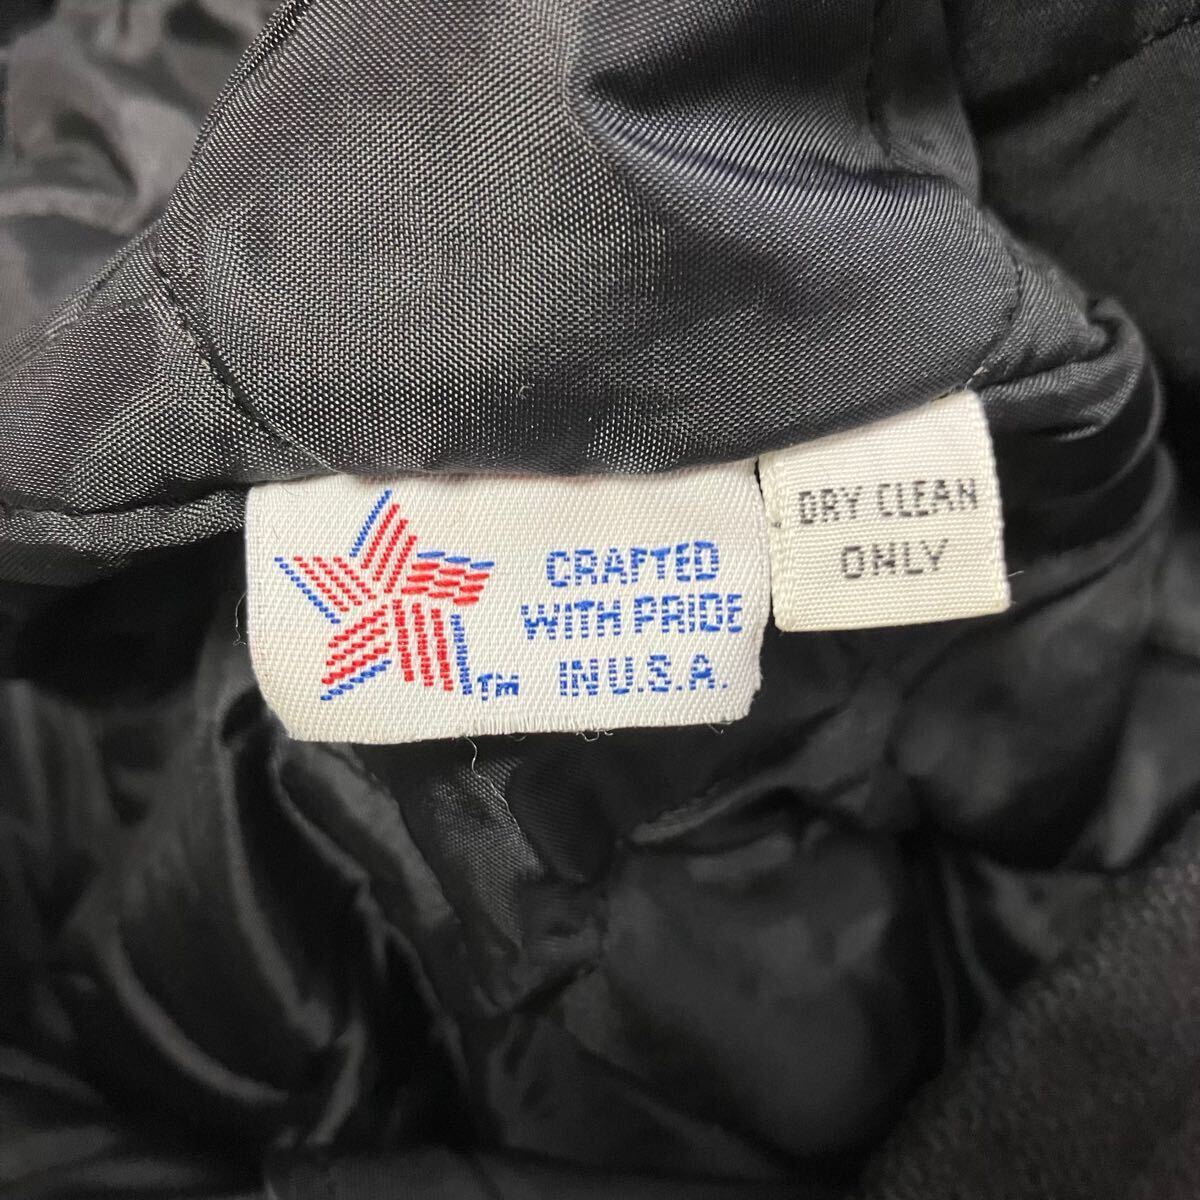 CRAFTED
WITH PRIDE
IN U.S.A.
TM
DRY CLEAN
ONLY